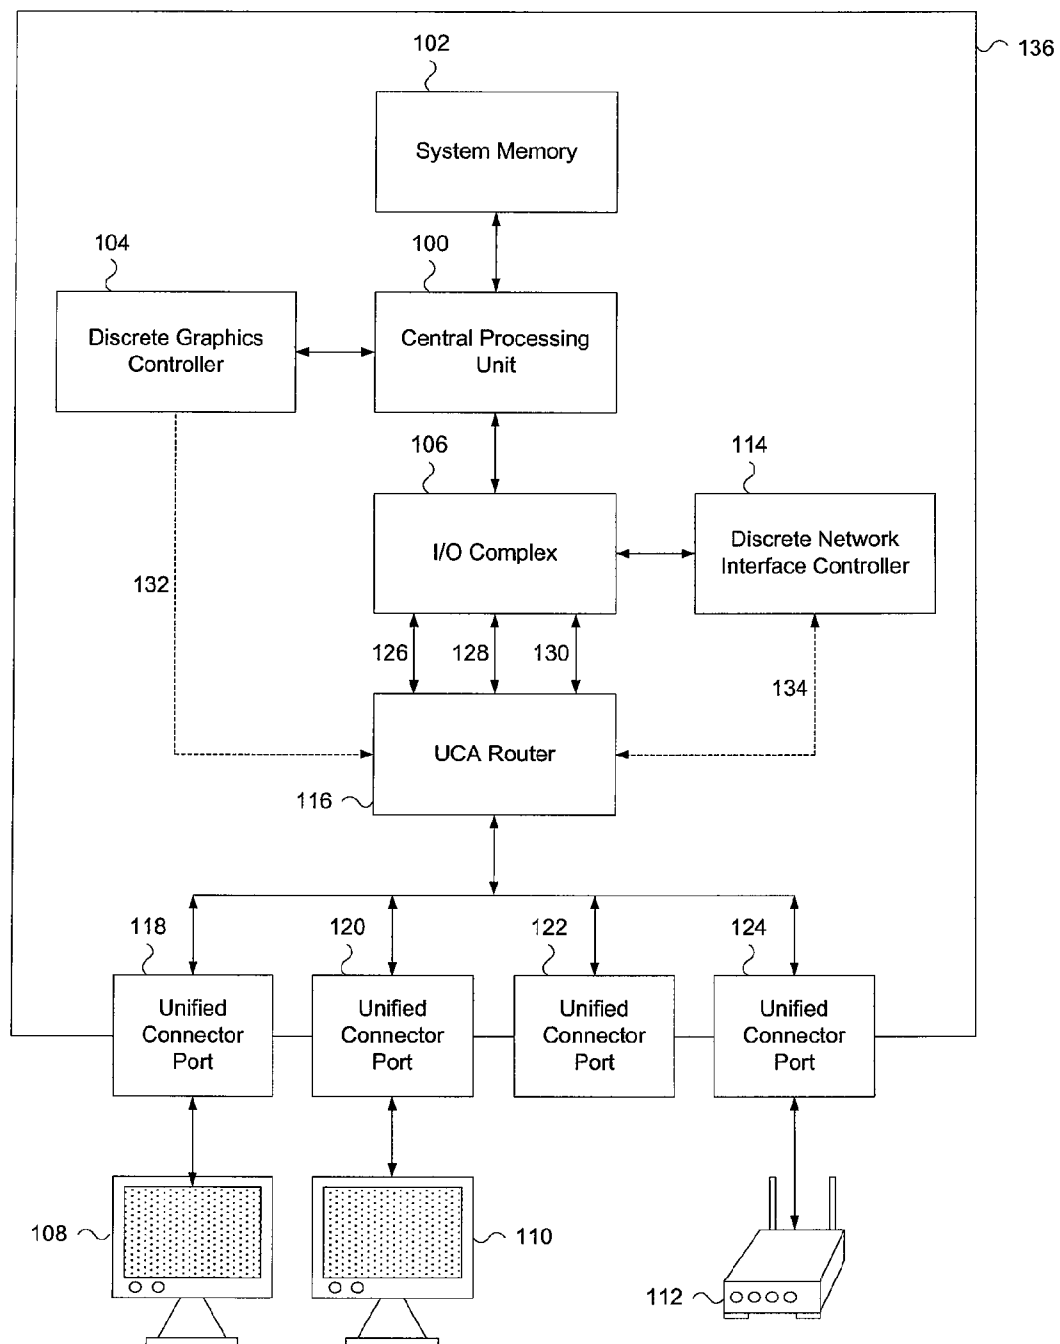 136
102
System Memory
104
100
Discrete Graphics
Controller
Central Processing
Unit
106
114
I/O Complex
Discrete Network
Interface Controller
132
126
128
130
134
UCA Router
116
118
120
122
124
Unified
Connector
Port
Unified
Connector
Port
Unified
Connector
Port
Unified
Connector
Port
108
110
112